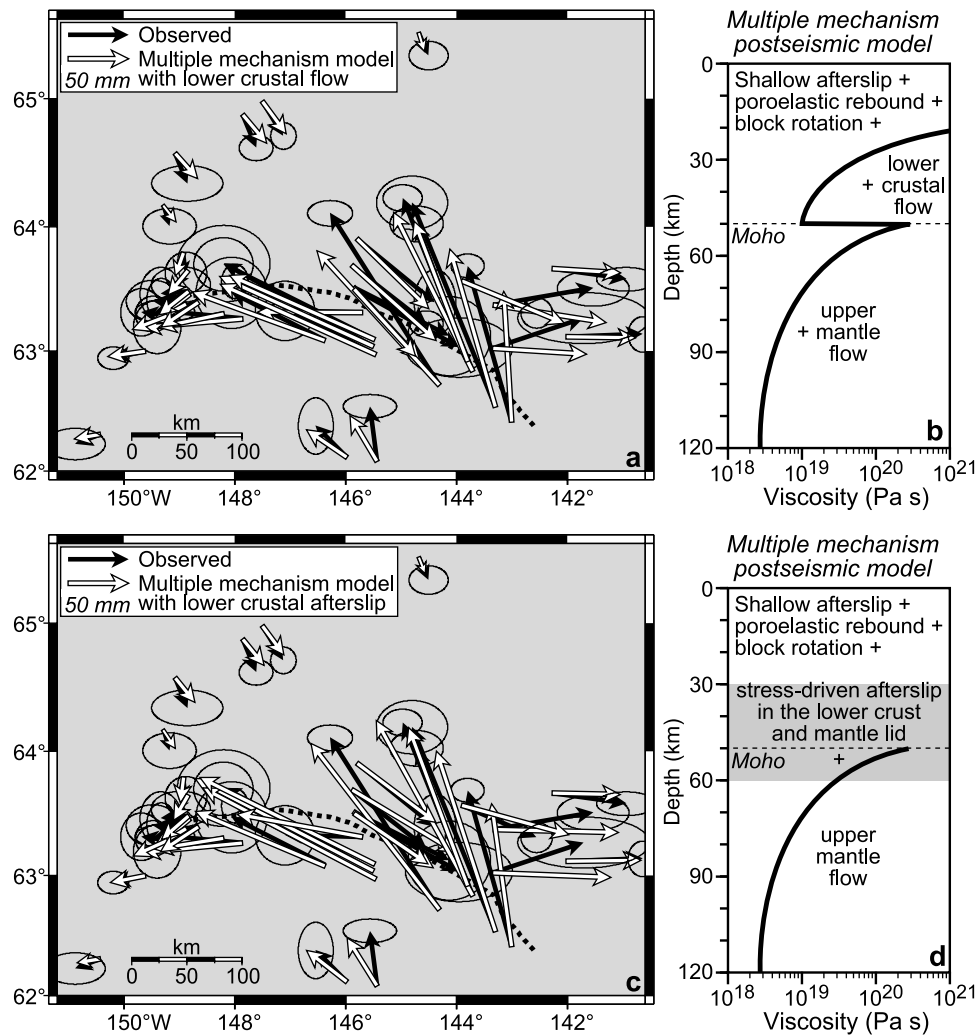 Observed
Multiple mechanism model
50 mm with lower crustal flow
65°
64°
63°
62°
km
0 50 100
a
150°W 148° 146° 144° 142°
Multiple mechanism
postseismic model
0
30
60
90
120
Depth (km)
Shallow afterslip +
poroelastic rebound +
block rotation +
lower
+ crustal
flow
Moho
upper
+ mantle
flow
b
10^18 10^19 10^20 10^21
Viscosity (Pa s)
Observed
Multiple mechanism model
50 mm with lower crustal afterslip
65°
64°
63°
62°
km
0 50 100
c
150°W 148° 146° 144° 142°
Multiple mechanism
postseismic model
0
30
60
90
120
Depth (km)
Shallow afterslip +
poroelastic rebound +
block rotation +
stress-driven afterslip
in the lower crust
and mantle lid
Moho +
upper
mantle
flow
d
10^18 10^19 10^20 10^21
Viscosity (Pa s)